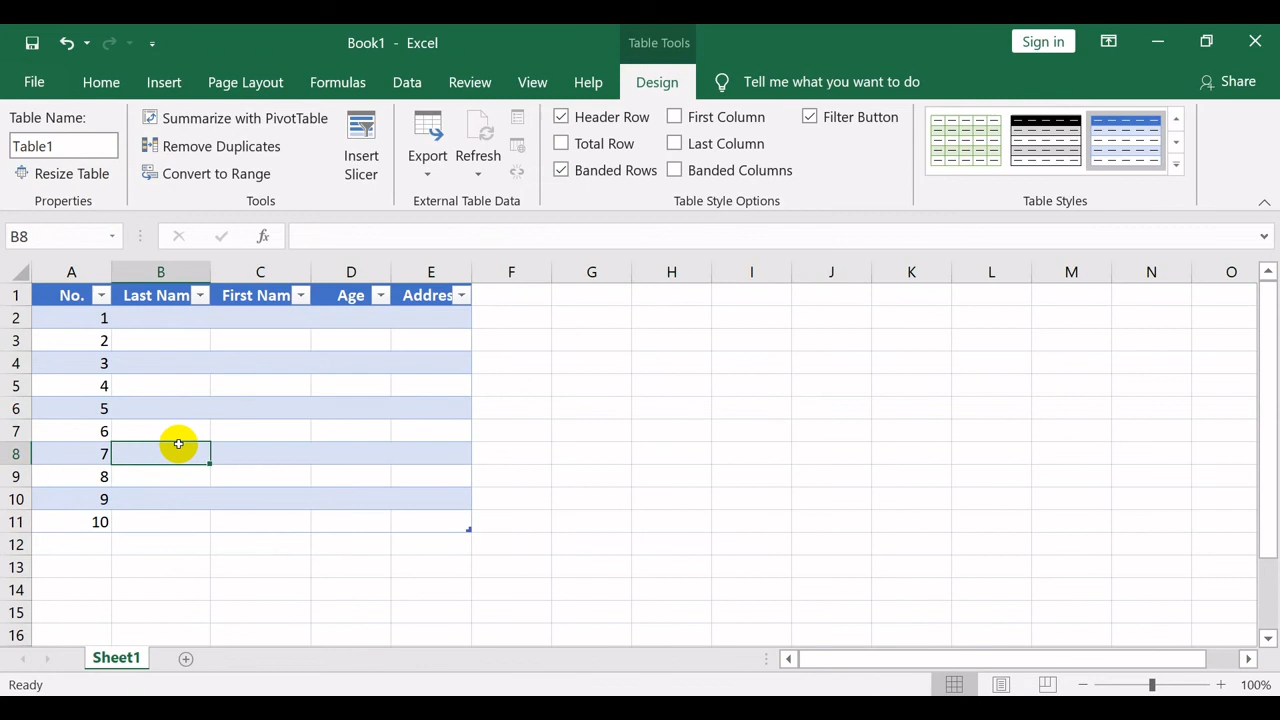 Book1 - Excel
Table Tools
Sign in
File Home Insert Page Layout Formulas Data Review View Help Design Tell me what you want to do Share
Table Name: Summarize with PivotTable Header Row First Column Filter Button
Table1 Remove Duplicates Insert Slicer Export Refresh Total Row Last Column
Resize Table Convert to Range Banded Rows Banded Columns
Properties Tools External Table Data Table Style Options Table Styles
B8 fx
A B C D E F G H I J K L M N O
1 No. Last Nam First Nam Age Addres
2 1
3 2
4 3
5 4
6 5
7 6
8 7
9 8
10 9
11 10
12
13
14
15
16
Sheet1
Ready 100%